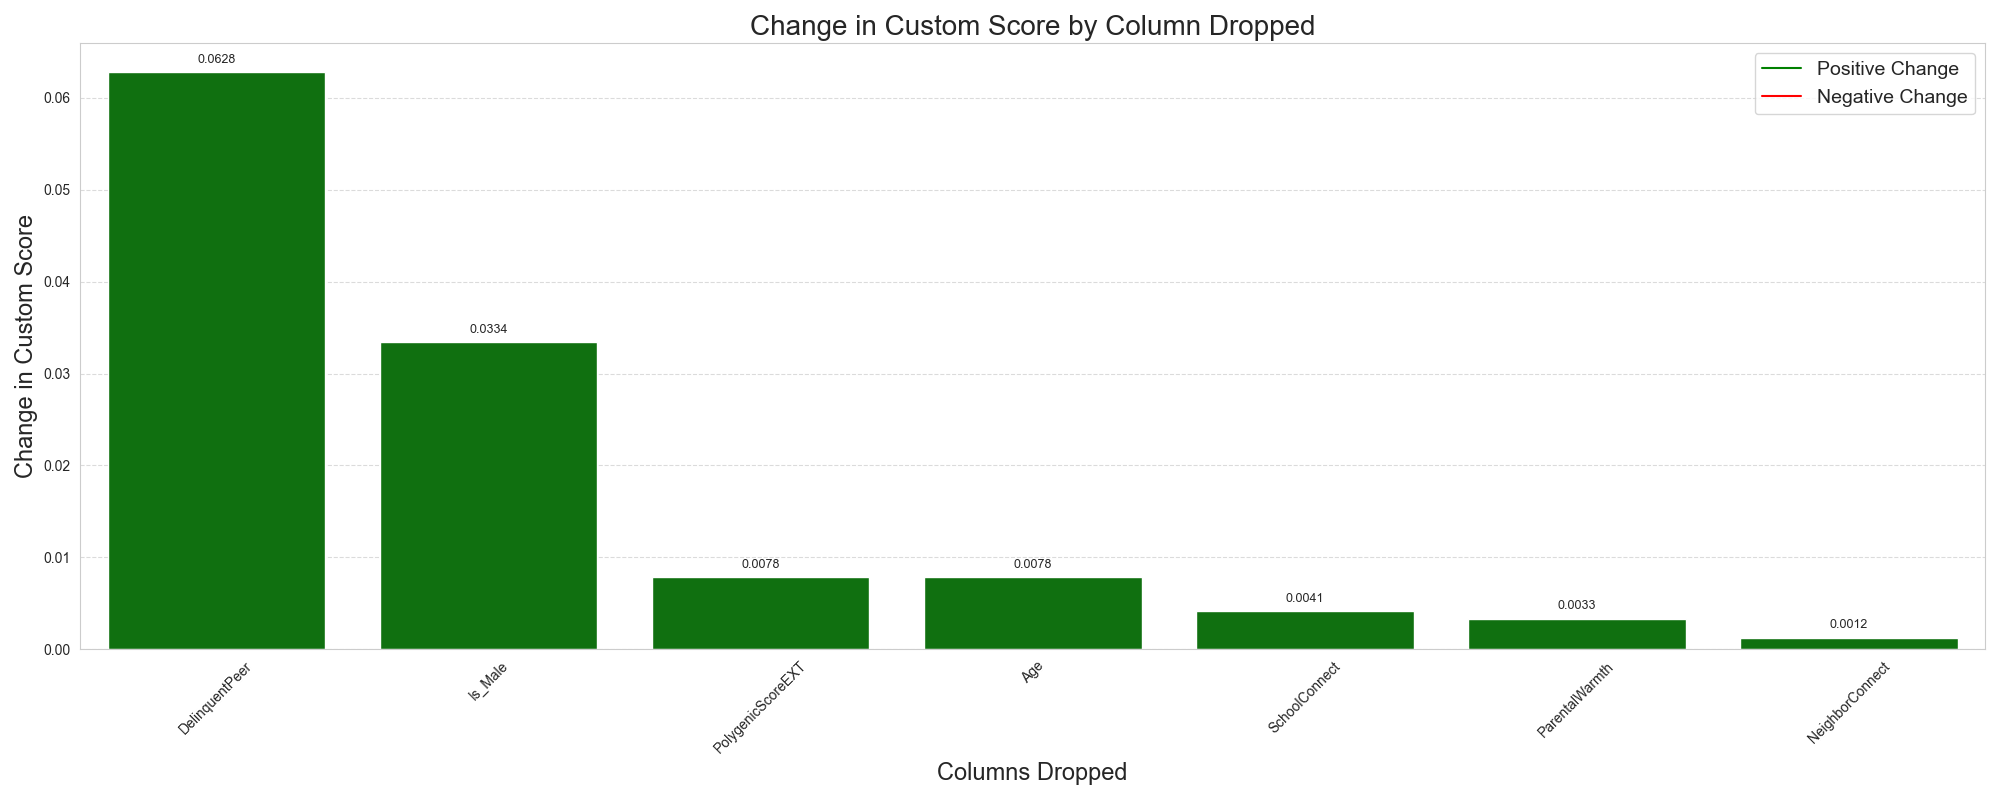 Change in Custom Score by Column Dropped
Positive Change
Negative Change
Change in Custom Score
0.06
0.05
0.04
0.03
0.02
0.01
0.00
0.0628
0.0334
0.0078
0.0078
0.0041
0.0033
0.0012
DelinquentPeer
Is_Male
PolygenicScoreEXT
Age
SchoolConnect
ParentalWarmth
NeighborConnect
Columns Dropped